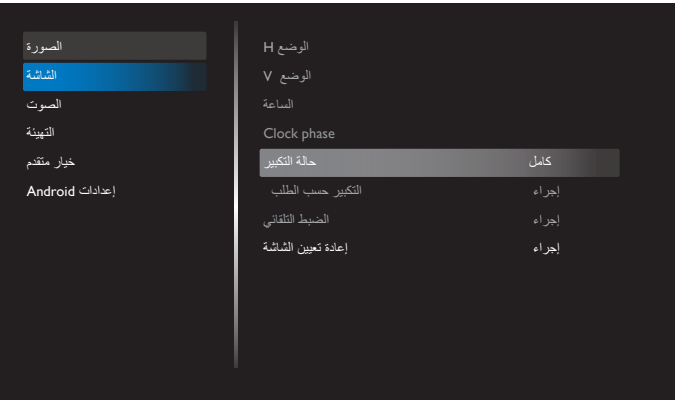 الصورة
الشاشة
الصوت
التهيئة
خيار متقدم
إعدادات Android
الوضع H
الوضع V
الساعة
Clock phase
حالة التكبير كامل
التكبير حسب الطلب إجراء
الضبط التلقائي إجراء
إعادة تعيين الشاشة إجراء